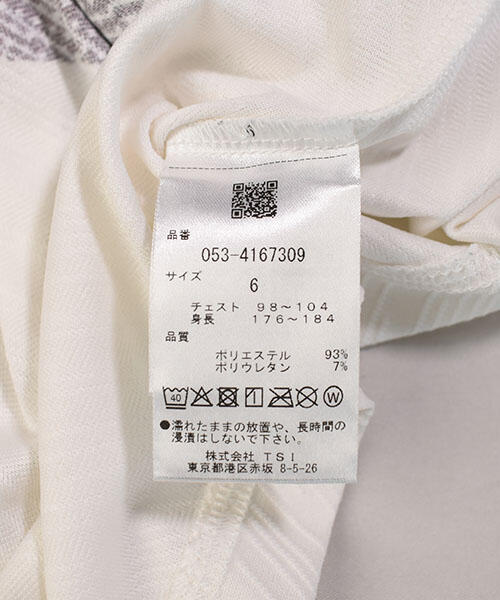 品番
053-4167309
サイズ
6
チェスト 98～104
身長 176～184
品質
ポリエステル 93%
ポリウレタン 7%
40 W
●濡れたままの放置や、長時間の
浸漬はしないで下さい。
株式会社 TSI
東京都港区赤坂 8-5-26